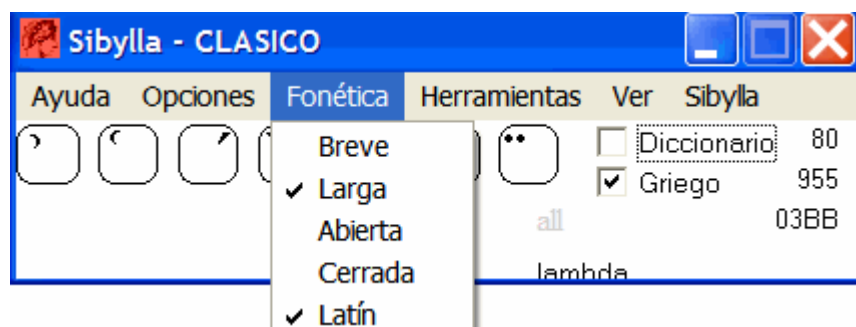 Sibylla - CLASICO
Ayuda Opciones Fonética Herramientas Ver Sibylla
Breve
Larga
Abierta
Cerrada
Latín
Diccionario 80
Griego 955
all 03BB
lambda